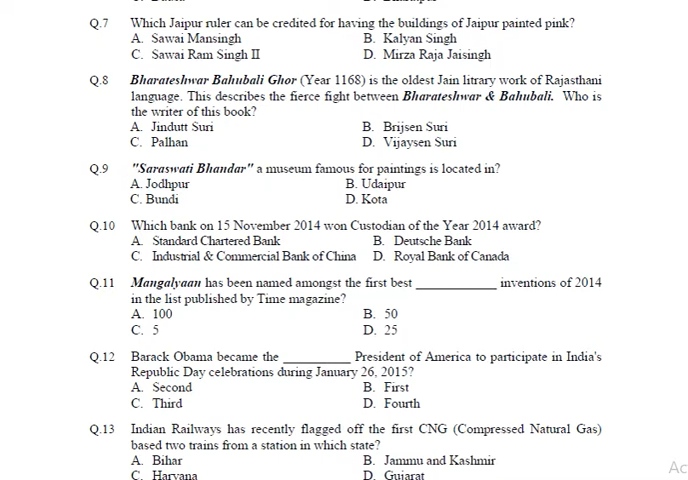 Q.7 Which Jaipur ruler can be credited for having the buildings of Jaipur painted pink?
A. Sawai Mansingh B. Kalyan Singh
C. Sawai Ram Singh II D. Mirza Raja Jaisingh
Q.8 Bharateshwar Bahubali Ghor (Year 1168) is the oldest Jain litrary work of Rajasthani
language. This describes the fierce fight between Bharateshwar & Bahubali. Who is
the writer of this book?
A. Jindutt Suri B. Brijsen Suri
C. Palhan D. Vijaysen Suri
Q.9 "Saraswati Bhandar" a museum famous for paintings is located in?
A. Jodhpur B. Udaipur
C. Bundi D. Kota
Q.10 Which bank on 15 November 2014 won Custodian of the Year 2014 award?
A. Standard Chartered Bank B. Deutsche Bank
C. Industrial & Commercial Bank of China D. Royal Bank of Canada
Q.11 Mangalyaan has been named amongst the first best ____________ inventions of 2014
in the list published by Time magazine?
A. 100 B. 50
C. 5 D. 25
Q.12 Barack Obama became the __________ President of America to participate in India's
Republic Day celebrations during January 26, 2015?
A. Second B. First
C. Third D. Fourth
Q.13 Indian Railways has recently flagged off the first CNG (Compressed Natural Gas)
based two trains from a station in which state?
A. Bihar B. Jammu and Kashmir
C. Haryana D. Gujarat
Ac